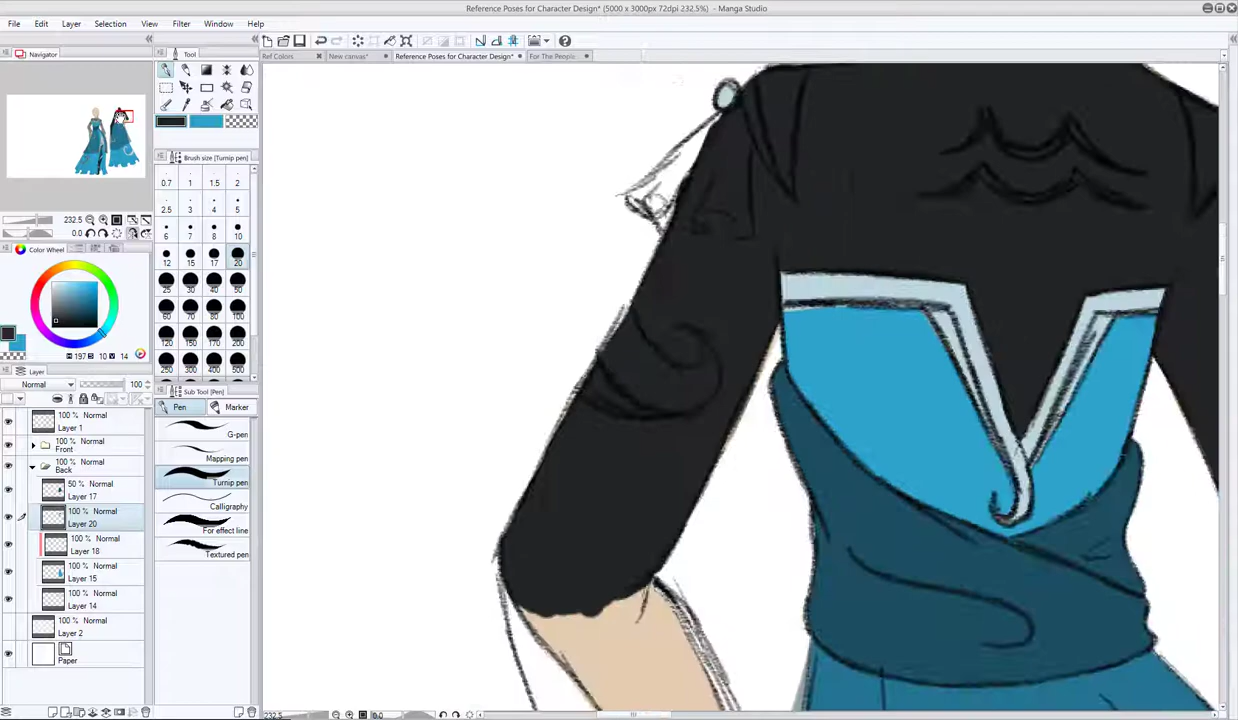 Reference Poses for Character Design* (5000 x 3000px 72dpi 232.5%) - Manga Studio
File Edit Layer Selection View Filter Window Help
Ref Colors New canvas* Reference Poses for Character Design* For The People
Navigator
Tool
232.5
0.0
Brush size [Turnip pen]
0.7 1 1.5 2
2.5 3 4 5
6 7 8 10
12 15 17 20
25 30 40 50
60 70 80 100
120 150 170 200
250 300 400 500
Color Wheel
197 10 14
Layer
Normal 100
100 % Normal
Layer 1
100 % Normal
Front
100 % Normal
Back
50 % Normal
Layer 17
100 % Normal
Layer 20
100 % Normal
Layer 18
100 % Normal
Layer 15
100 % Normal
Layer 14
100 % Normal
Layer 2
Paper
Sub Tool [Pen]
Pen Marker
G-pen
Mapping pen
Turnip pen
Calligraphy
For effect line
Textured pen
232.5 0.0